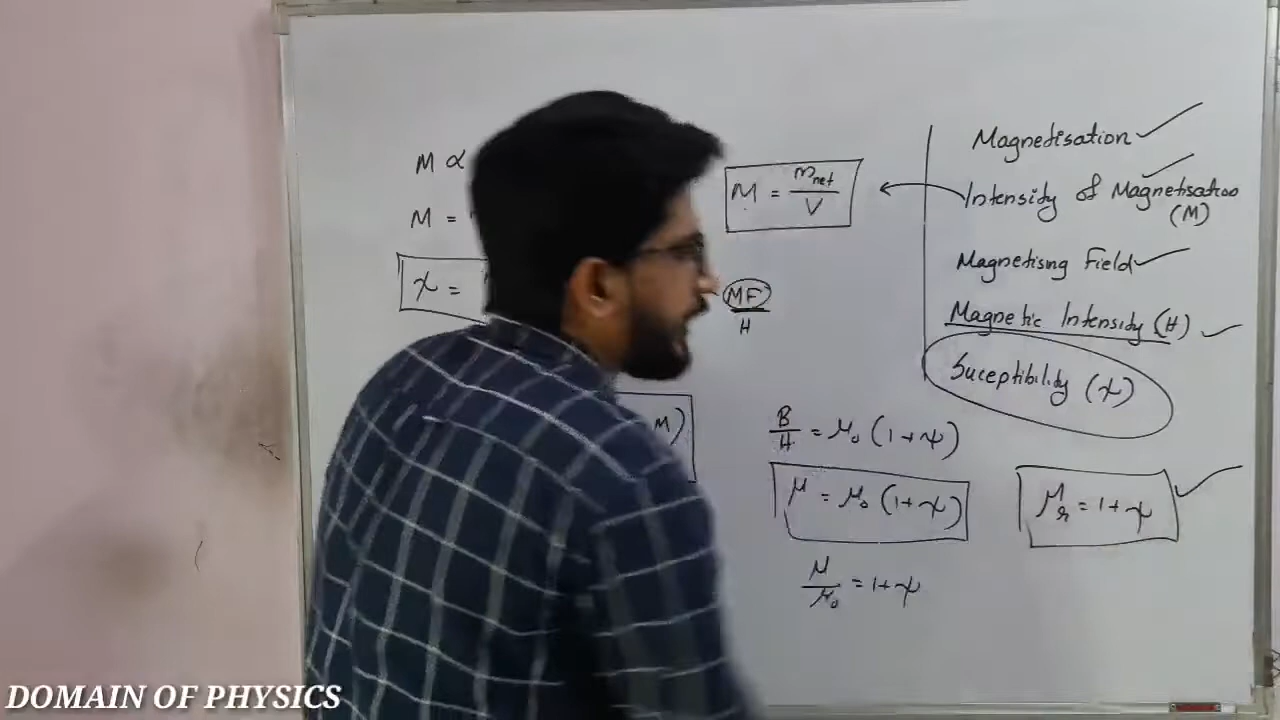 M ∝
M =
χ =
M = m_net / V
MF / H
M)
Magnetisation ✓
Intensity of Magnetisation ✓
(M)
Magnetising Field ✓
Magnetic Intensity (H) ✓
Suceptibility (χ)
B/H = μ₀ (1+χ)
μ = μ₀ (1+χ)
μᵣ = 1+χ ✓
μ/μ₀ = 1+χ
DOMAIN OF PHYSICS